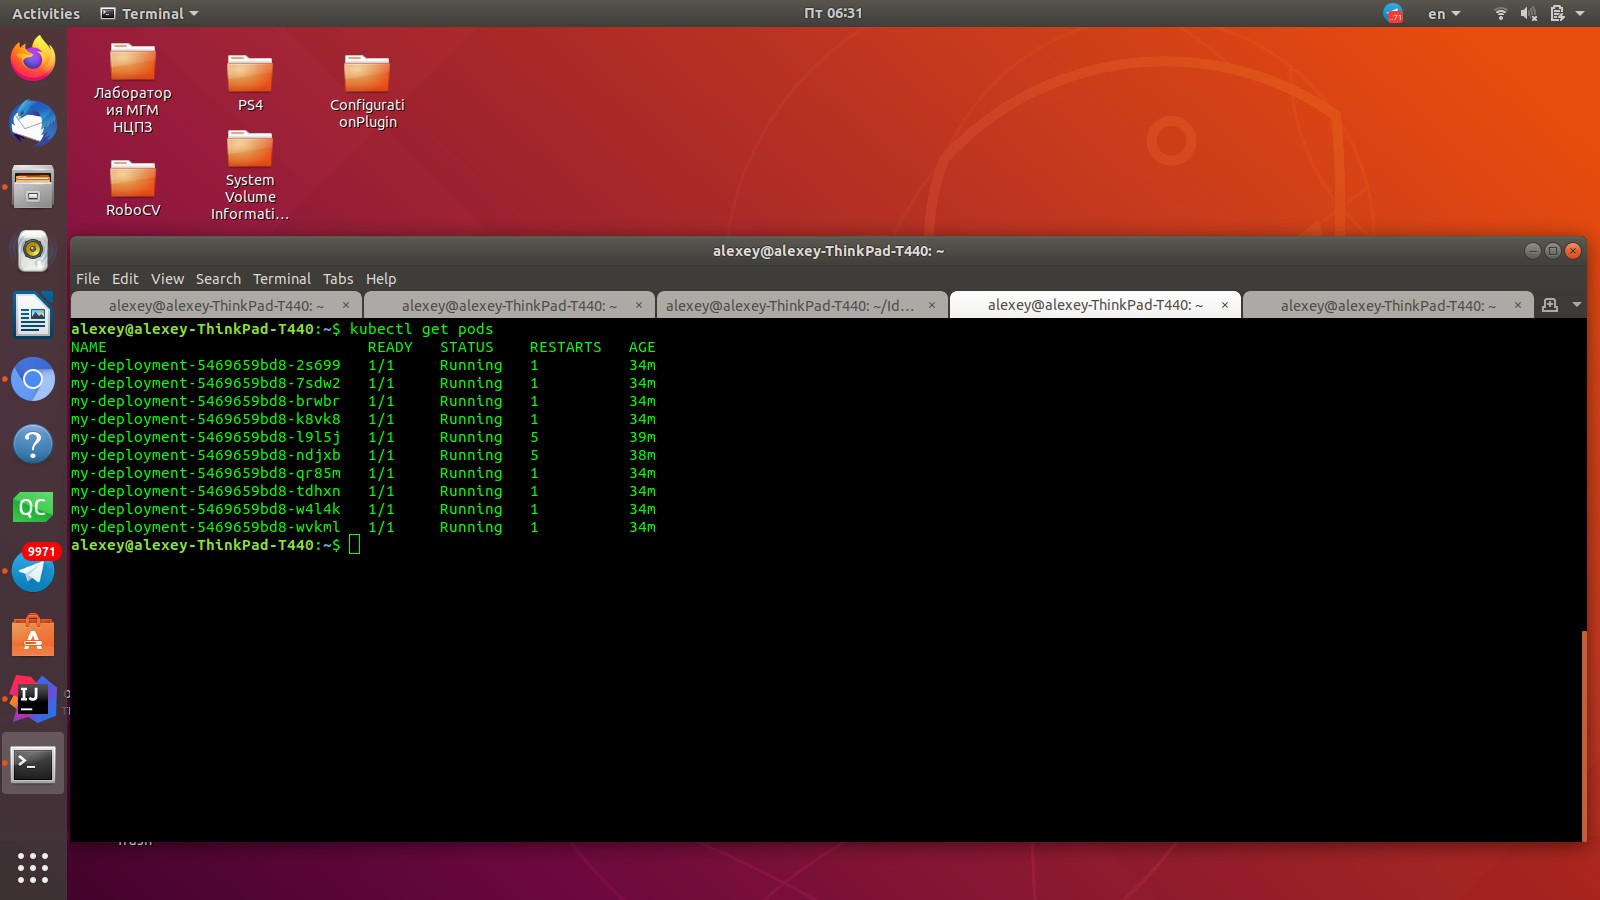 Activities Terminal Пт 06:31 en
Лаборатор
ия МГМ
НЦПЗ
PS4
Configurati
onPlugin
System
Volume
Informati…
RoboCV
alexey@alexey-ThinkPad-T440: ~
File Edit View Search Terminal Tabs Help
alexey@alexey-ThinkPad-T440: ~ × alexey@alexey-ThinkPad-T440: ~ × alexey@alexey-ThinkPad-T440: ~/Id… × alexey@alexey-ThinkPad-T440: ~ × alexey@alexey-ThinkPad-T440: ~ ×
alexey@alexey-ThinkPad-T440:~$ kubectl get pods
NAME READY STATUS RESTARTS AGE
my-deployment-5469659bd8-2s699 1/1 Running 1 34m
my-deployment-5469659bd8-7sdw2 1/1 Running 1 34m
my-deployment-5469659bd8-brwbr 1/1 Running 1 34m
my-deployment-5469659bd8-k8vk8 1/1 Running 1 34m
my-deployment-5469659bd8-l9l5j 1/1 Running 5 39m
my-deployment-5469659bd8-ndjxb 1/1 Running 5 38m
my-deployment-5469659bd8-qr85m 1/1 Running 1 34m
my-deployment-5469659bd8-tdhxn 1/1 Running 1 34m
my-deployment-5469659bd8-w4l4k 1/1 Running 1 34m
my-deployment-5469659bd8-wvkml 1/1 Running 1 34m
alexey@alexey-ThinkPad-T440:~$
QC
9971
IJ